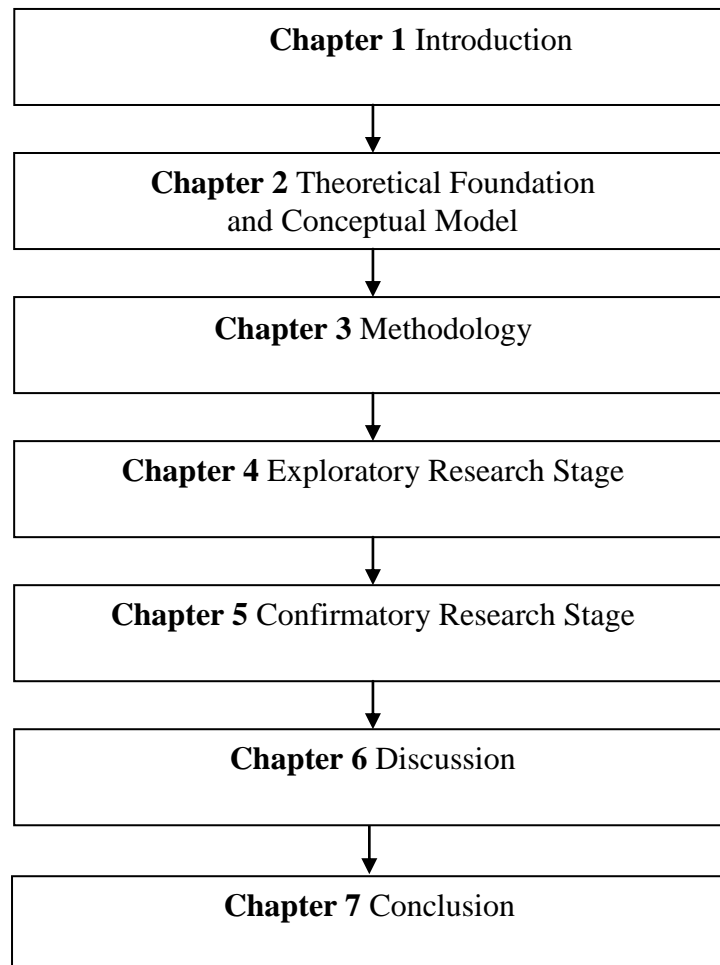 Chapter 1 Introduction
Chapter 2 Theoretical Foundation
and Conceptual Model
Chapter 3 Methodology
Chapter 4 Exploratory Research Stage
Chapter 5 Confirmatory Research Stage
Chapter 6 Discussion
Chapter 7 Conclusion